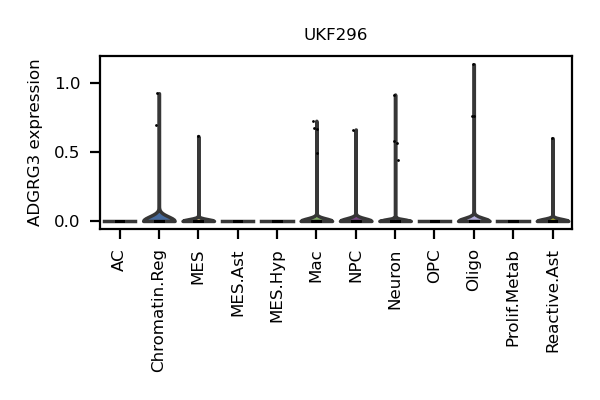 UKF296
ADGRG3 expression
1.0
0.5
0.0
AC
Chromatin.Reg
MES
MES.Ast
MES.Hyp
Mac
NPC
Neuron
OPC
Oligo
Prolif.Metab
Reactive.Ast